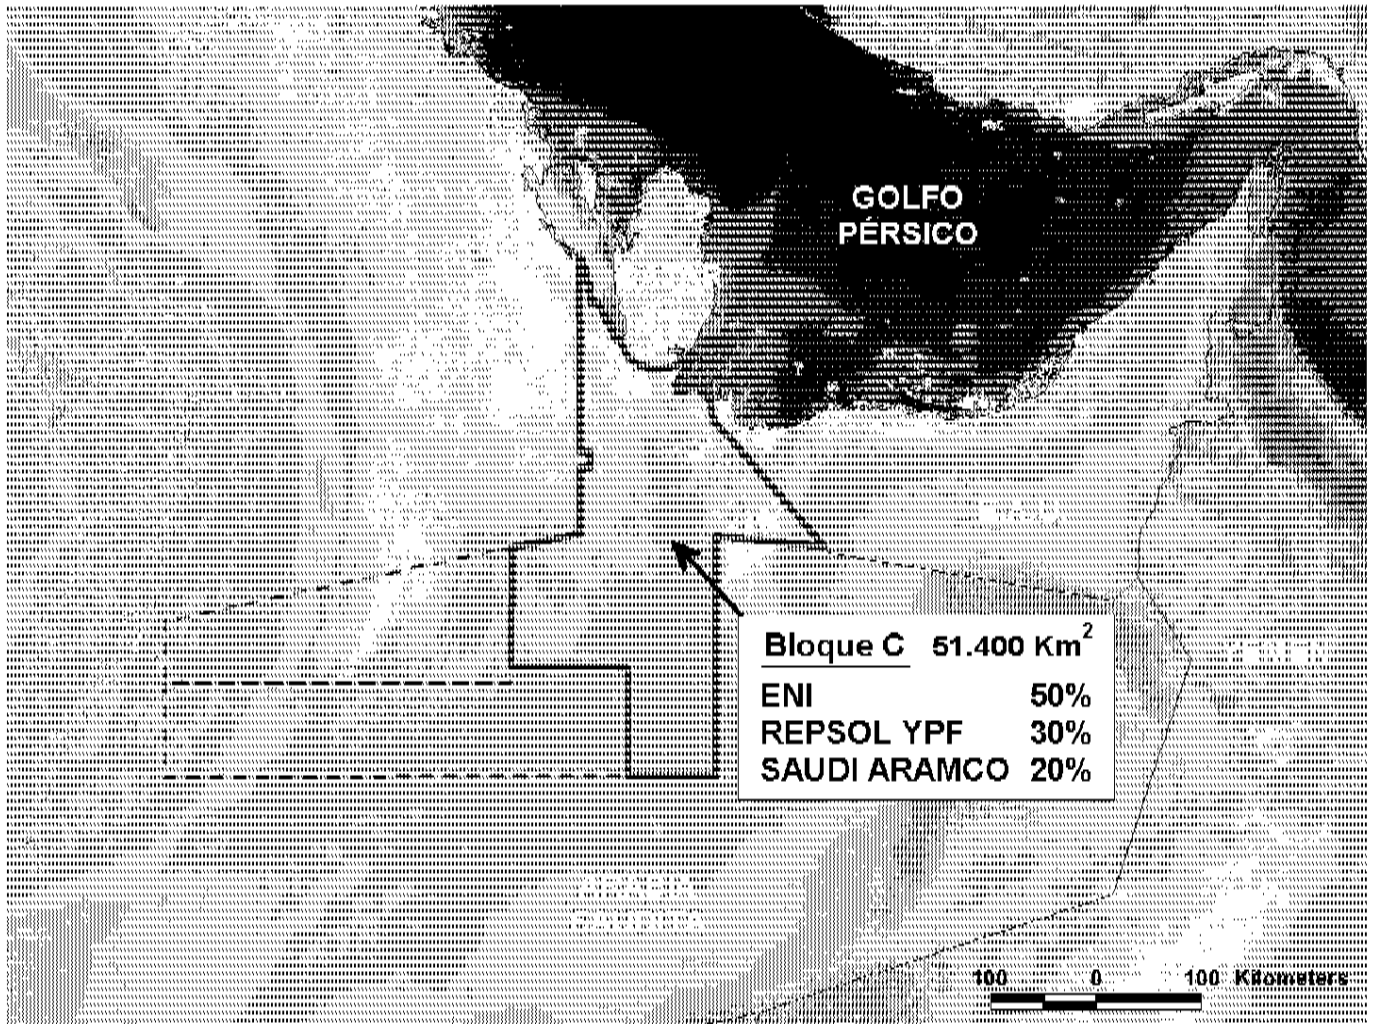 GOLFO
PÉRSICO
Bloque C 51.400 Km²
ENI 50%
REPSOL YPF 30%
SAUDI ARAMCO 20%
100 0 100 Kilometers